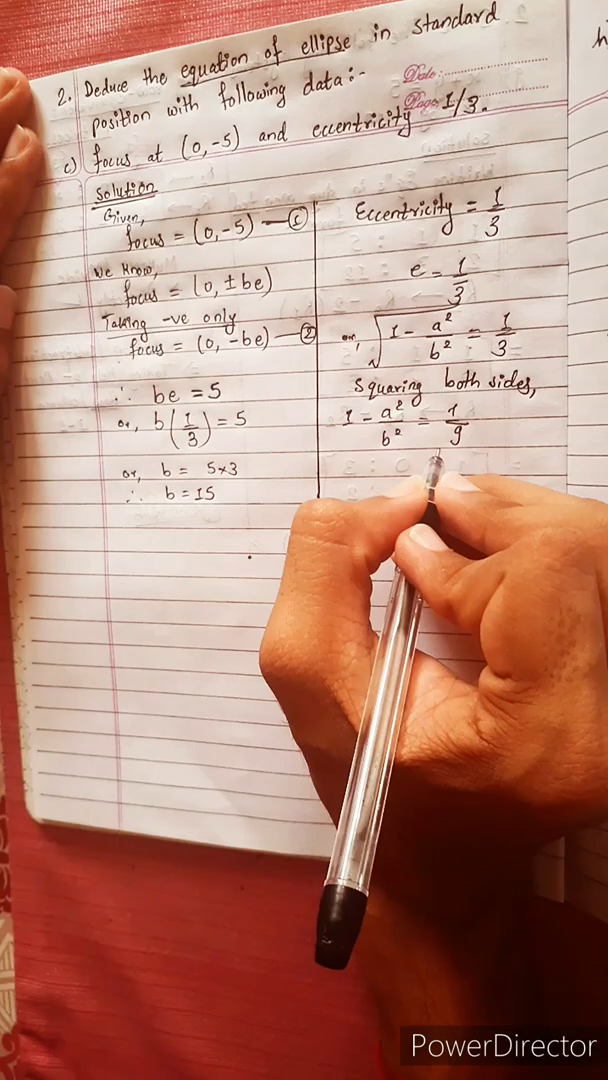 2. Deduce the equation of ellipse in standard
position with following data:-
Date:
Page:
c) focus at (0,-5) and eccentricity 1/3.
Solution
Given,
focus = (0,-5) — ①
We Know,
focus = (0, ±be)
Taking -ve only
focus = (0, -be) — ②
∴ be = 5
or, b(1/3) = 5
or, b = 5×3
∴ b = 15
Eccentricity = 1/3
e = 1/3
or, √(1 - a²/b²) = 1/3
Squaring both sides,
1 - a²/b² = 1/9
PowerDirector